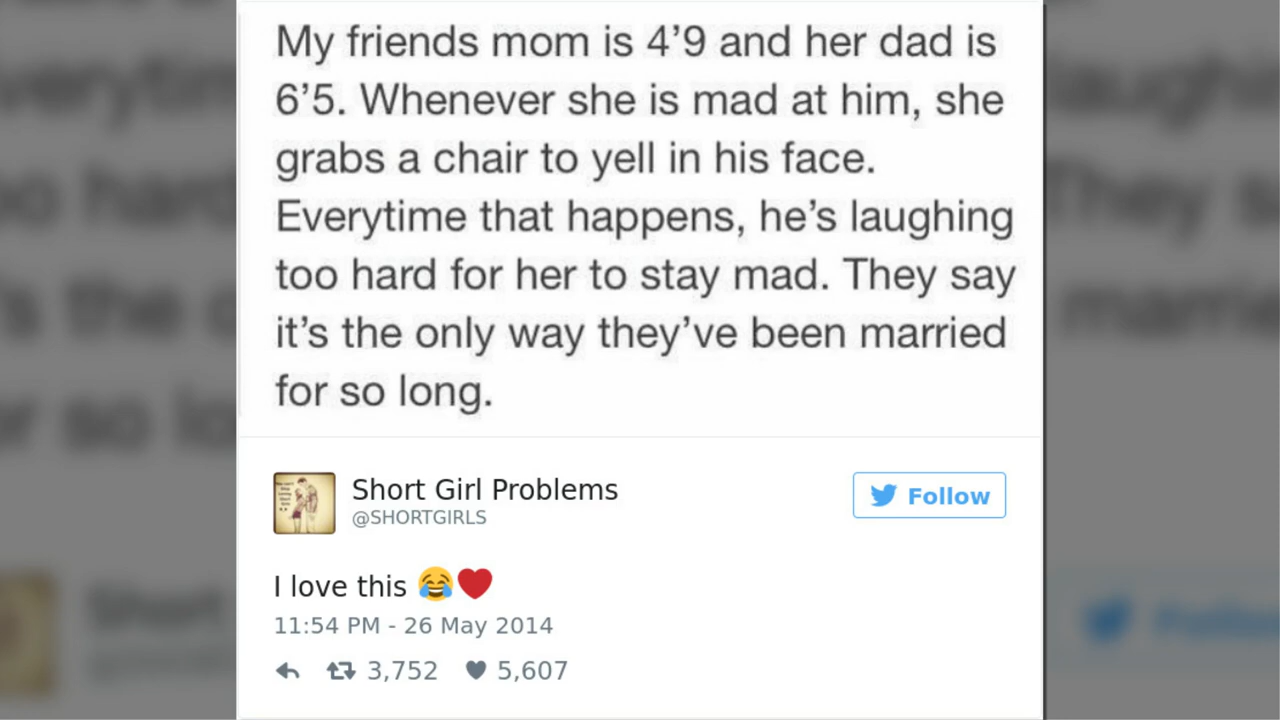 My friends mom is 4’9 and her dad is
6’5. Whenever she is mad at him, she
grabs a chair to yell in his face.
Everytime that happens, he’s laughing
too hard for her to stay mad. They say
it’s the only way they’ve been married
for so long.
Short Girl Problems
@SHORTGIRLS
Follow
I love this 😂❤️
11:54 PM - 26 May 2014
3,752 5,607